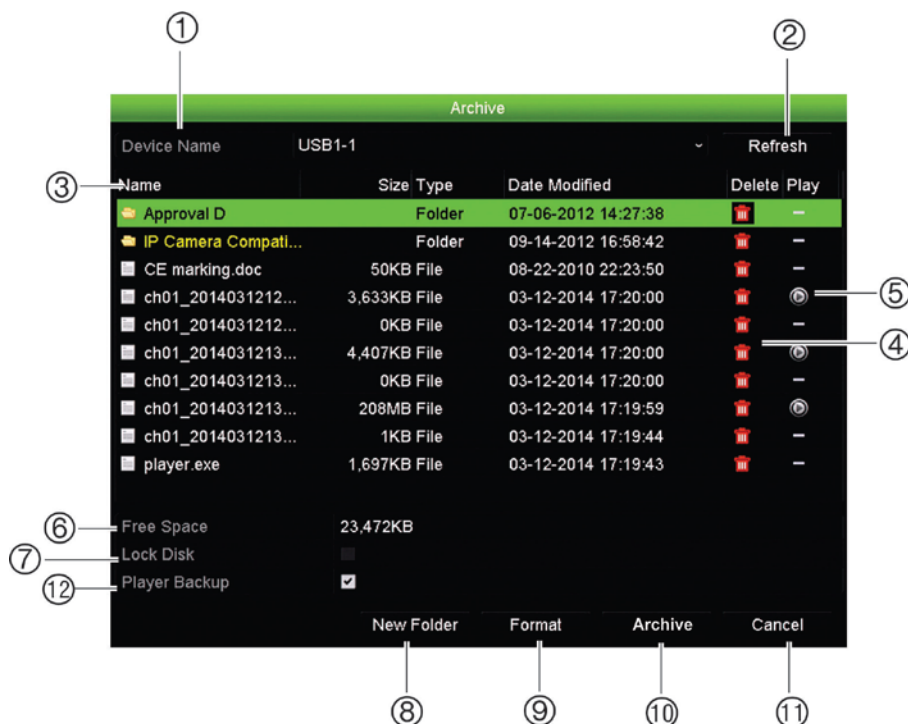 ① ②
Archive
Device Name USB1-1 Refresh
③ Name Size Type Date Modified Delete Play
Approval D Folder 07-06-2012 14:27:38 –
IP Camera Compati... Folder 09-14-2012 16:58:42 –
CE marking.doc 50KB File 08-22-2010 22:23:50 –
ch01_2014031212... 3,633KB File 03-12-2014 17:20:00 ⑤
ch01_2014031212... 0KB File 03-12-2014 17:20:00 –
ch01_2014031213... 4,407KB File 03-12-2014 17:20:00 ④
ch01_2014031213... 0KB File 03-12-2014 17:20:00 –
ch01_2014031213... 208MB File 03-12-2014 17:19:59
ch01_2014031213... 1KB File 03-12-2014 17:19:44 –
player.exe 1,697KB File 03-12-2014 17:19:43 –
⑥ Free Space 23,472KB
⑦ Lock Disk
⑫ Player Backup
New Folder Format Archive Cancel
⑧ ⑨ ⑩ ⑪